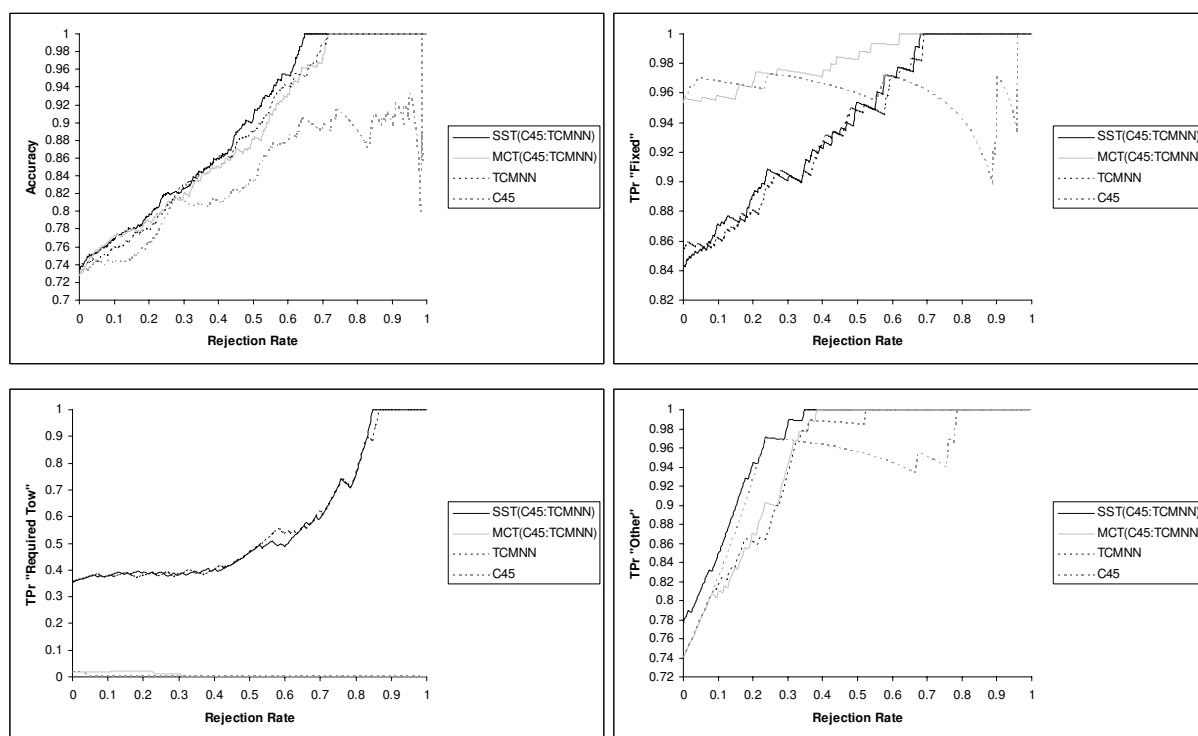 1
0.98
0.96
0.94
0.92
0.9
0.88
0.86
0.84
0.82
0.8
0.78
0.76
0.74
0.72
0.7
Accuracy
0 0.1 0.2 0.3 0.4 0.5 0.6 0.7 0.8 0.9 1
Rejection Rate
SST(C45:TCMNN)
MCT(C45:TCMNN)
TCMNN
C45
1
0.98
0.96
0.94
0.92
0.9
0.88
0.86
0.84
0.82
TPr "Fixed"
0 0.1 0.2 0.3 0.4 0.5 0.6 0.7 0.8 0.9 1
Rejection Rate
SST(C45:TCMNN)
MCT(C45:TCMNN)
TCMNN
C45
1
0.9
0.8
0.7
0.6
0.5
0.4
0.3
0.2
0.1
0
TPr "Required Tow"
0 0.1 0.2 0.3 0.4 0.5 0.6 0.7 0.8 0.9 1
Rejection Rate
SST(C45:TCMNN)
MCT(C45:TCMNN)
TCMNN
C45
1
0.98
0.96
0.94
0.92
0.9
0.88
0.86
0.84
0.82
0.8
0.78
0.76
0.74
0.72
TPr "Other"
0 0.1 0.2 0.3 0.4 0.5 0.6 0.7 0.8 0.9 1
Rejection Rate
SST(C45:TCMNN)
MCT(C45:TCMNN)
TCMNN
C45